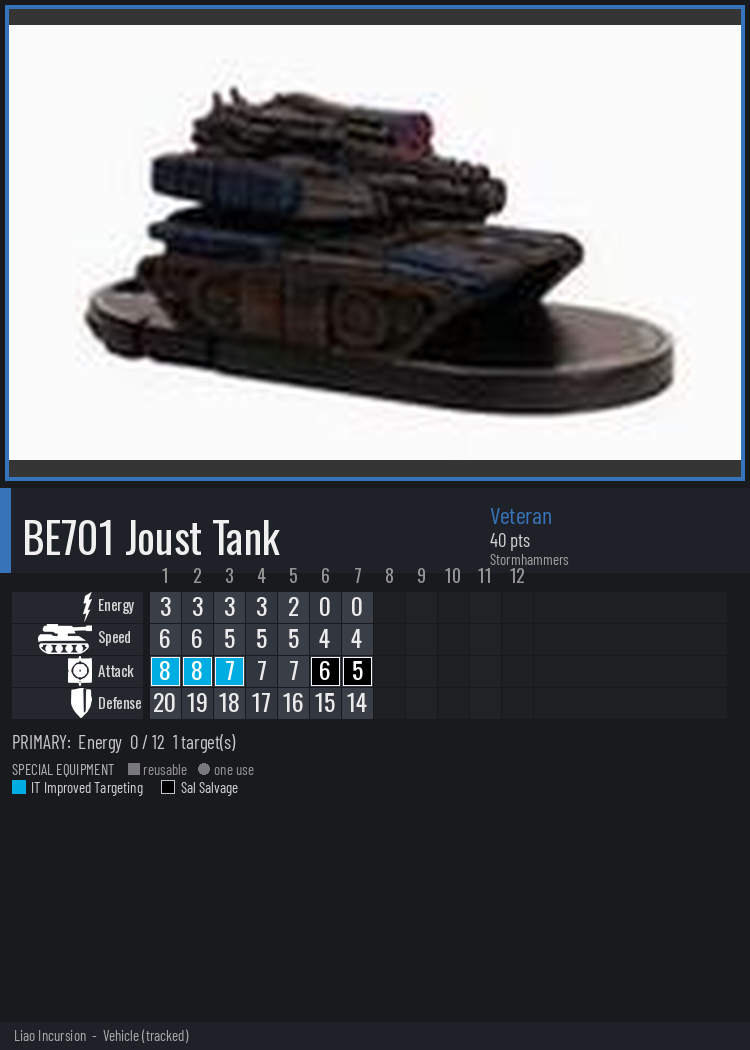 BE701 Joust Tank
Veteran
40 pts
Stormhammers
1 2 3 4 5 6 7 8 9 10 11 12
Energy 3 3 3 3 2 0 0
Speed 6 6 5 5 5 4 4
Attack 8 8 7 7 7 6 5
Defense 20 19 18 17 16 15 14
PRIMARY: Energy 0 / 12 1 target(s)
SPECIAL EQUIPMENT reusable one use
IT Improved Targeting Sal Salvage
Liao Incursion - Vehicle (tracked)